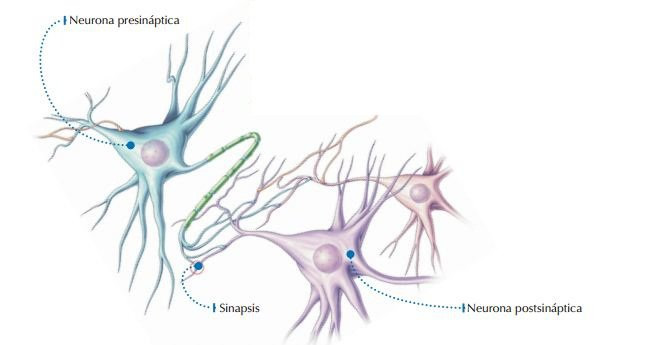 Neurona presináptica
Sinapsis
Neurona postsináptica